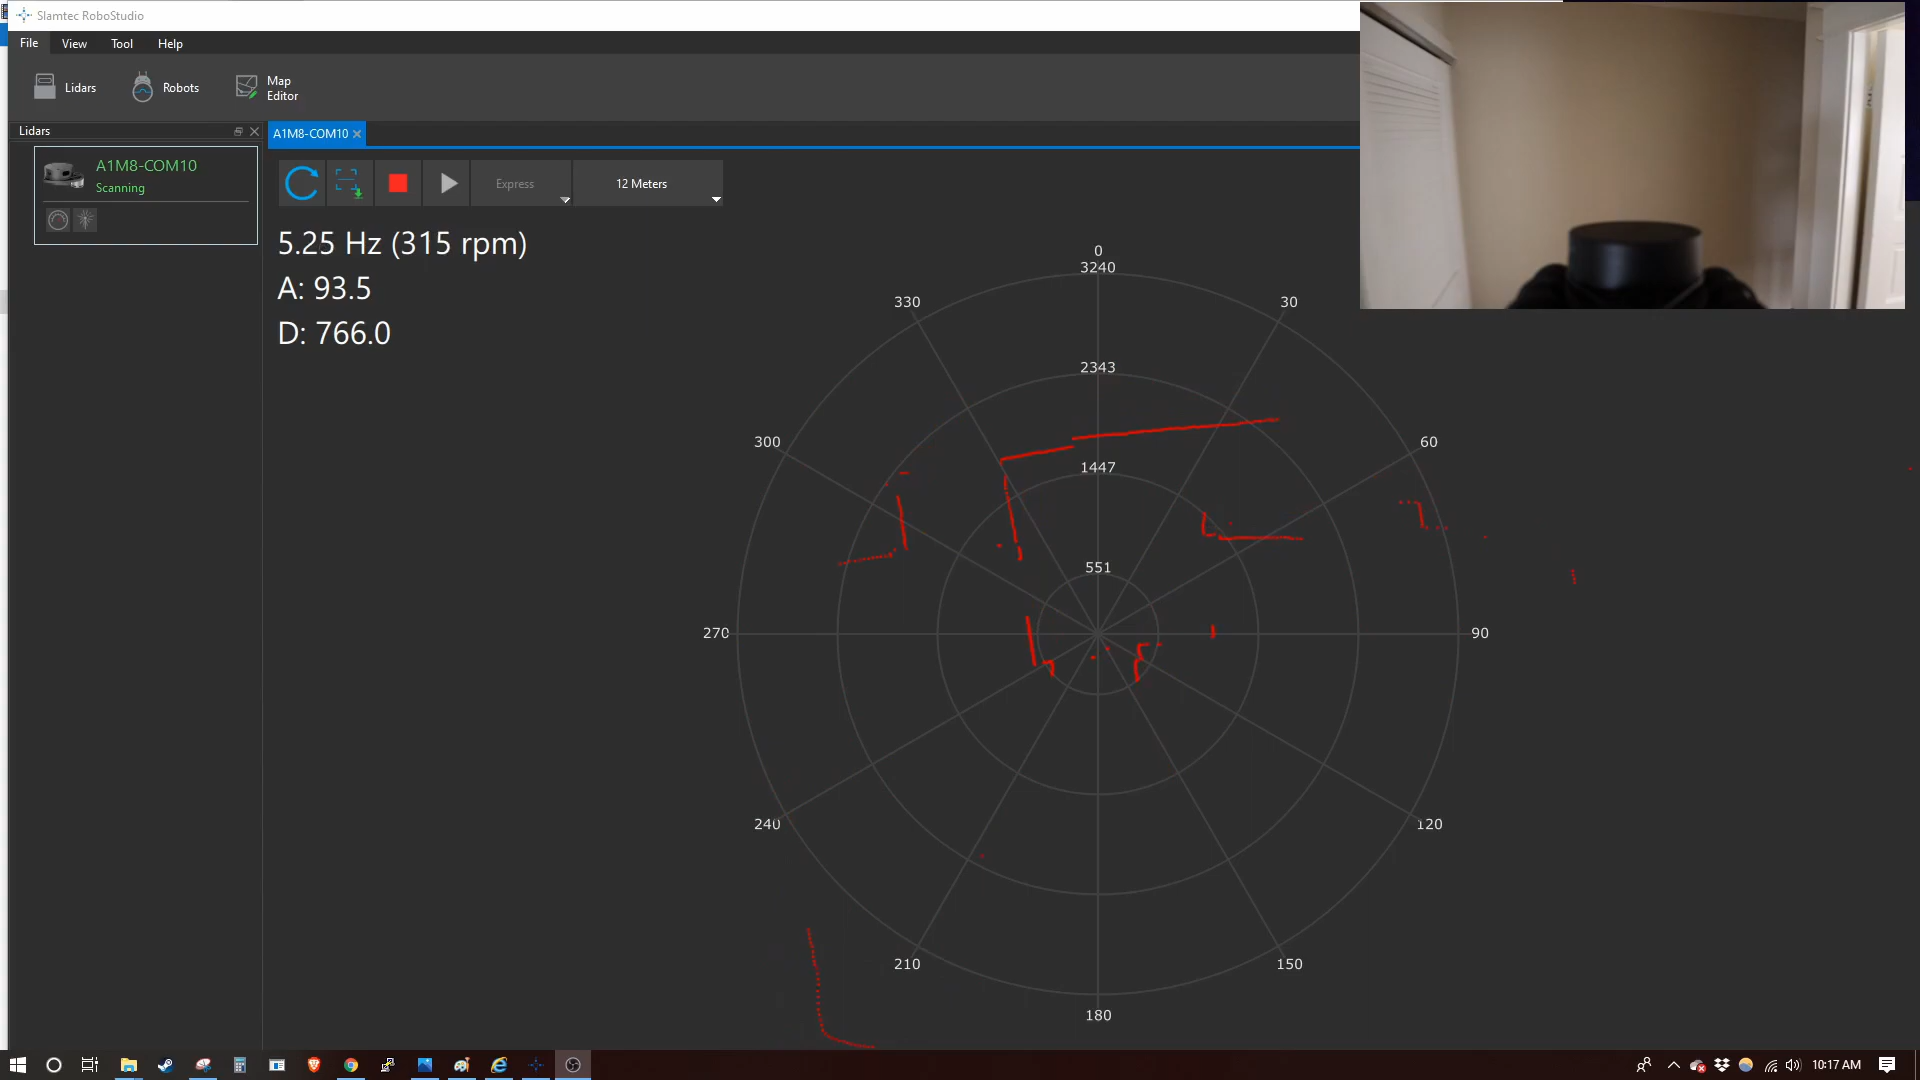 Slamtec RoboStudio
File View Tool Help
Lidars Robots Map Editor
Lidars
A1M8-COM10
Scanning
A1M8-COM10
Express 12 Meters
5.25 Hz (315 rpm)
A: 93.5
D: 766.0
0
3240
330 30
2343
300 60
1447
551
270 90
240 120
210 150
180
10:17 AM